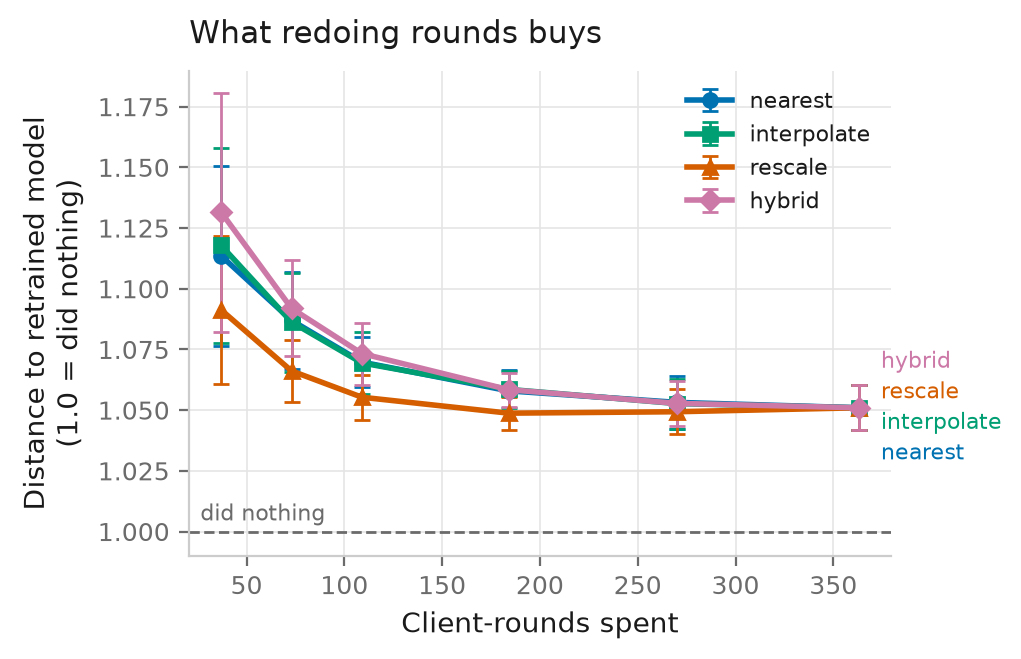 What redoing rounds buys
Distance to retrained model
(1.0 = did nothing)
1.175
1.150
1.125
1.100
1.075
1.050
1.025
1.000
nearest
interpolate
rescale
hybrid
hybrid
rescale
interpolate
nearest
did nothing
50
100
150
200
250
300
350
Client-rounds spent